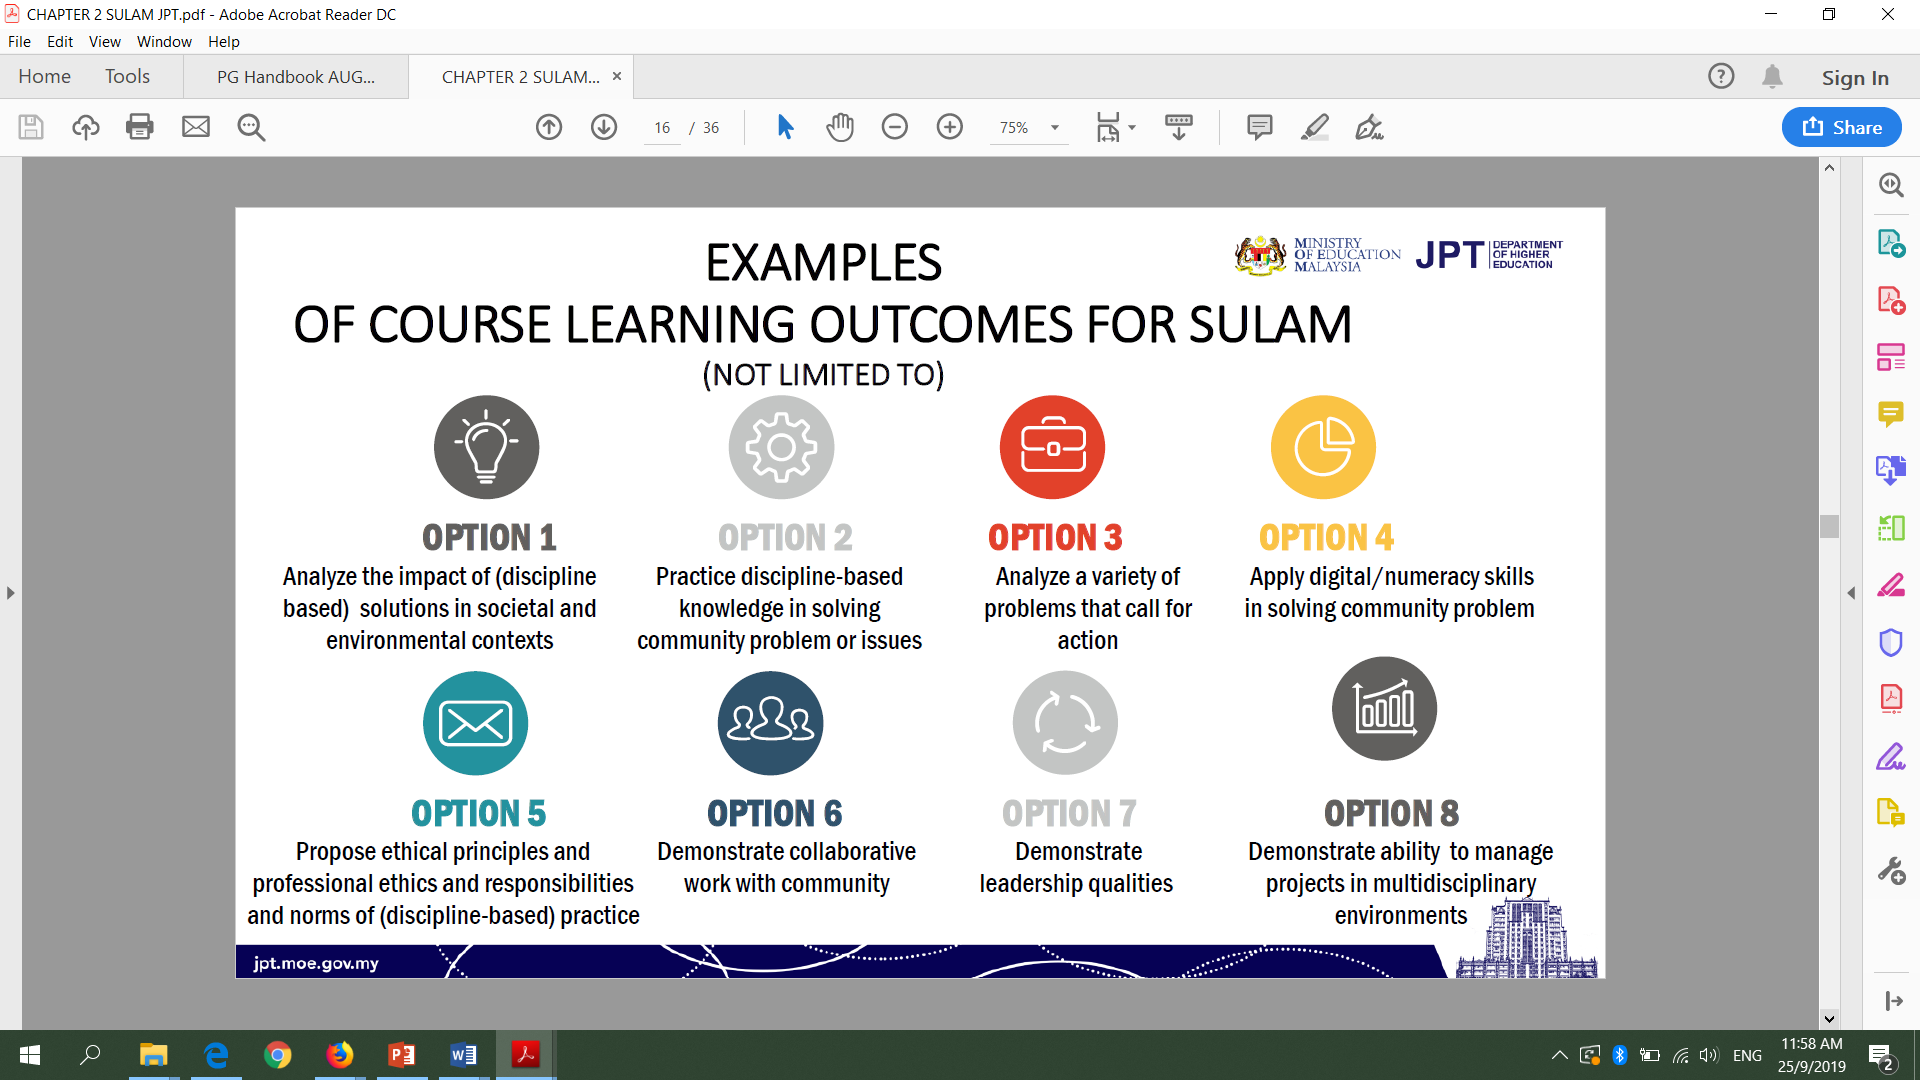 CHAPTER 2 SULAM JPT.pdf - Adobe Acrobat Reader DC
File Edit View Window Help
Home Tools PG Handbook AUG... CHAPTER 2 SULAM... ×
Sign In
16 / 36
75%
Share
MINISTRY
OF EDUCATION
MALAYSIA
JPT DEPARTMENT
OF HIGHER
EDUCATION
EXAMPLES
OF COURSE LEARNING OUTCOMES FOR SULAM
(NOT LIMITED TO)
OPTION 1
Analyze the impact of (discipline
based) solutions in societal and
environmental contexts
OPTION 2
Practice discipline-based
knowledge in solving
community problem or issues
OPTION 3
Analyze a variety of
problems that call for
action
OPTION 4
Apply digital/numeracy skills
in solving community problem
OPTION 5
Propose ethical principles and
professional ethics and responsibilities
and norms of (discipline-based) practice
OPTION 6
Demonstrate collaborative
work with community
OPTION 7
Demonstrate
leadership qualities
OPTION 8
Demonstrate ability to manage
projects in multidisciplinary
environments
jpt.moe.gov.my
ENG
11:58 AM
25/9/2019
2